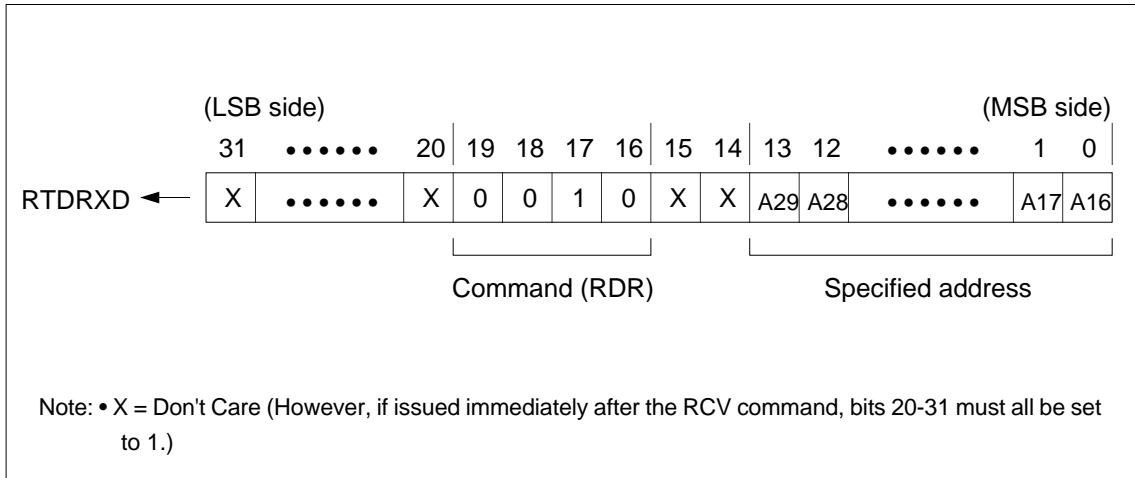 (LSB side) (MSB side)
31 •••••• 20 19 18 17 16 15 14 13 12 •••••• 1 0
RTDRXD X •••••• X 0 0 1 0 X X A29 A28 •••••• A17 A16
Command (RDR) Specified address
Note: • X = Don't Care (However, if issued immediately after the RCV command, bits 20-31 must all be set
to 1.)